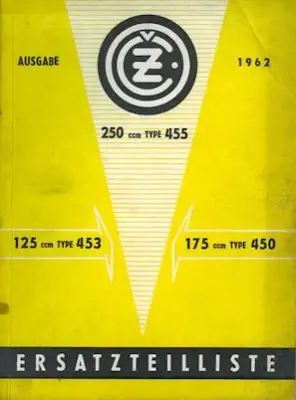 AUSGABE 1962
ČZ
250 ccm TYPE 455
125 ccm TYPE 453 175 ccm TYPE 450
ERSATZTEILLISTE